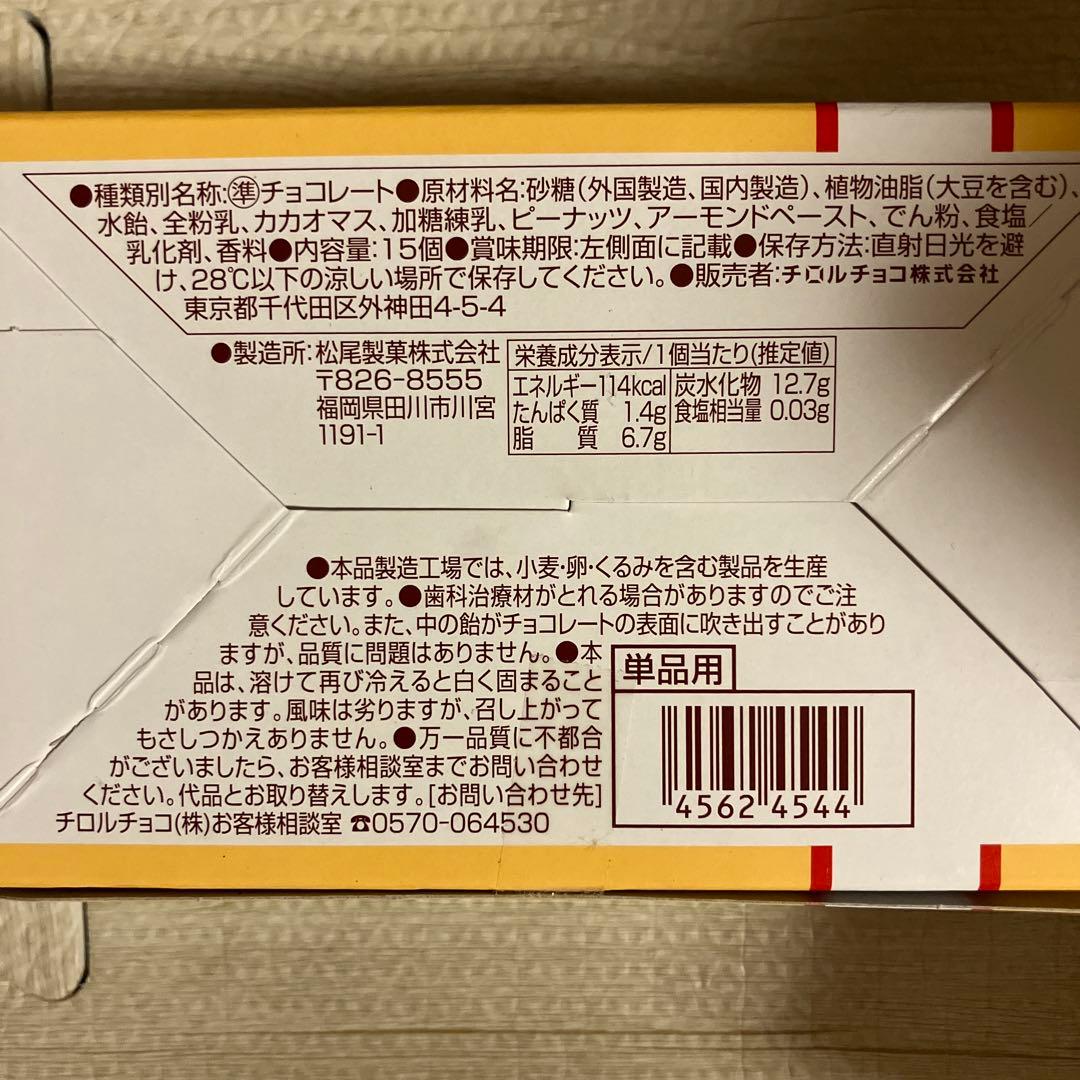 ●種類別名称:準チョコレート●原材料名:砂糖(外国製造、国内製造)、植物油脂(大豆を含む)、
水飴、全粉乳、カカオマス、加糖練乳、ピーナッツ、アーモンドペースト、でん粉、食塩
乳化剤、香料●内容量:15個●賞味期限:左側面に記載●保存方法:直射日光を避
け、28℃以下の涼しい場所で保存してください。●販売者:チロルチョコ株式会社
東京都千代田区外神田4-5-4
●製造所:松尾製菓株式会社
〒826-8555
福岡県田川市川宮
1191-1
栄養成分表示/1個当たり(推定値)
エネルギー114kcal 炭水化物 12.7g
たんぱく質 1.4g 食塩相当量 0.03g
脂質 6.7g
●本品製造工場では、小麦・卵・くるみを含む製品を生産
しています。●歯科治療材がとれる場合がありますのでご注
意ください。また、中の飴がチョコレートの表面に吹き出すことがあり
ますが、品質に問題はありません。●本
品は、溶けて再び冷えると白く固まること
があります。風味は劣りますが、召し上がって
もさしつかえありません。●万一品質に不都合
がございましたら、お客様相談室までお問い合わせ
ください。代品とお取り替えします。[お問い合わせ先]
チロルチョコ(株)お客様相談室 ☎0570-064530
単品用
4562 4544